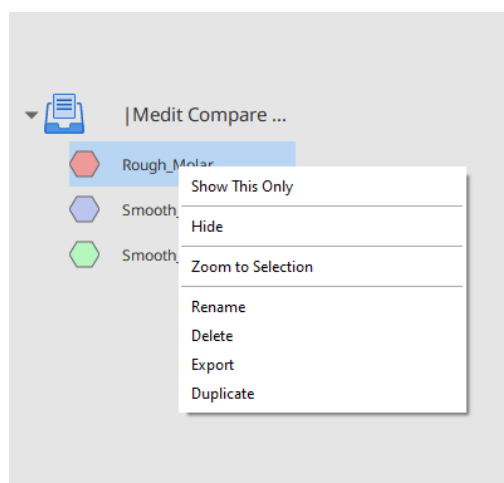 |Medit Compare ...
Rough_Molar
Smooth_
Smooth_
Show This Only
Hide
Zoom to Selection
Rename
Delete
Export
Duplicate